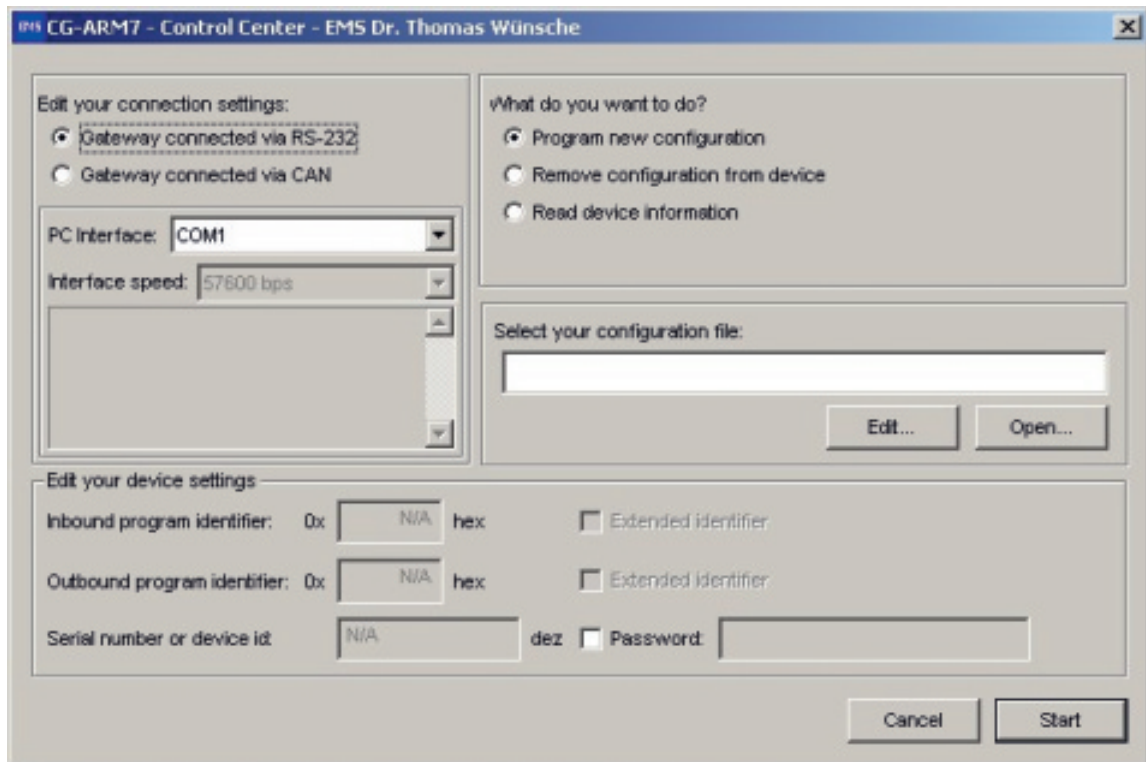 EMS CG-ARM7 - Control Center - EMS Dr. Thomas Wünsche
Edit your connection settings:
Gateway connected via RS-232
Gateway connected via CAN
PC Interface: COM1
Interface speed: 57600 bps
What do you want to do?
Program new configuration
Remove configuration from device
Read device information
Select your configuration file:
Edit... Open...
Edit your device settings
Inbound program identifier: 0x N/A hex Extended identifier
Outbound program identifier: 0x N/A hex Extended identifier
Serial number or device id: N/A dez Password:
Cancel Start